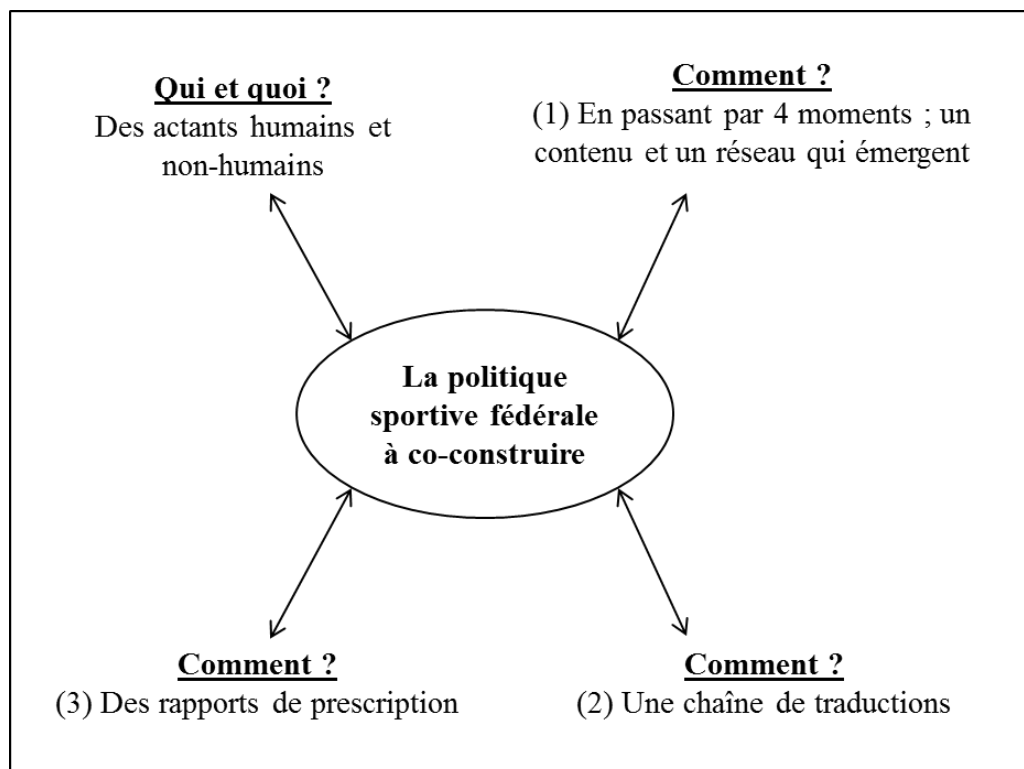 Qui et quoi ?
Des actants humains et
non-humains
Comment ?
(1) En passant par 4 moments ; un
contenu et un réseau qui émergent
La politique
sportive fédérale
à co-construire
Comment ?
(3) Des rapports de prescription
Comment ?
(2) Une chaîne de traductions